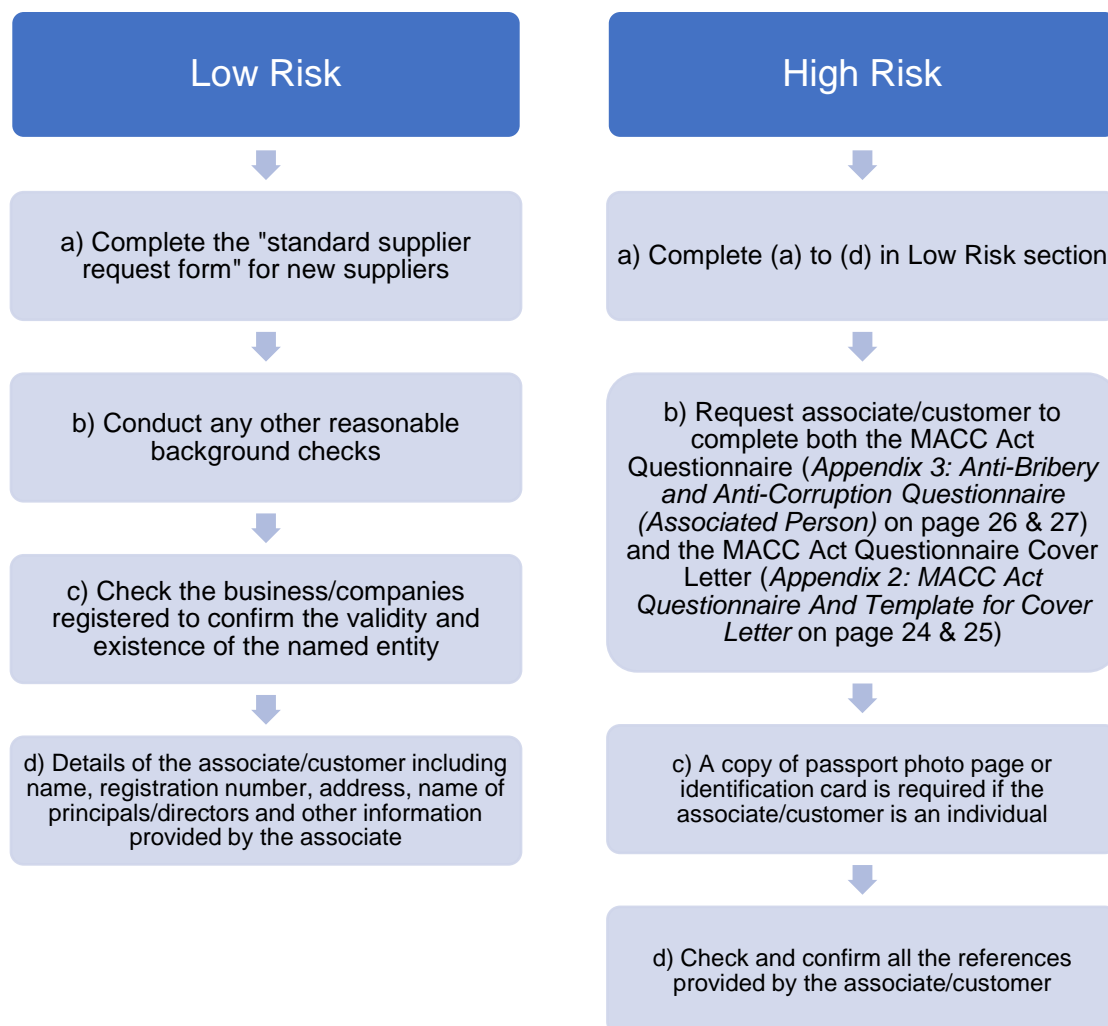 Low Risk
a) Complete the "standard supplier
request form" for new suppliers
b) Conduct any other reasonable
background checks
c) Check the business/companies
registered to confirm the validity and
existence of the named entity
d) Details of the associate/customer including
name, registration number, address, name of
principals/directors and other information
provided by the associate
High Risk
a) Complete (a) to (d) in Low Risk section
b) Request associate/customer to
complete both the MACC Act
Questionnaire (Appendix 3: Anti-Bribery
and Anti-Corruption Questionnaire
(Associated Person) on page 26 & 27)
and the MACC Act Questionnaire Cover
Letter (Appendix 2: MACC Act
Questionnaire And Template for Cover
Letter on page 24 & 25)
c) A copy of passport photo page or
identification card is required if the
associate/customer is an individual
d) Check and confirm all the references
provided by the associate/customer